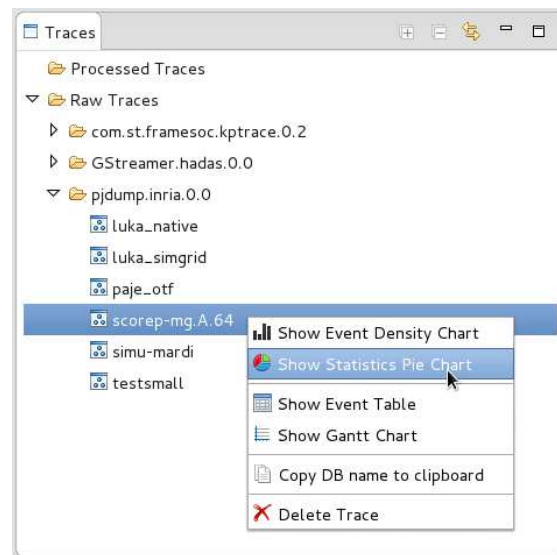 Traces
Processed Traces
Raw Traces
com.st.framesoc.kptrace.0.2
GStreamer.hadas.0.0
pjdump.inria.0.0
luka_native
luka_simgrid
paje_otf
scorep-mg.A.64
simu-mardi
testsmall
Show Event Density Chart
Show Statistics Pie Chart
Show Event Table
Show Gantt Chart
Copy DB name to clipboard
Delete Trace